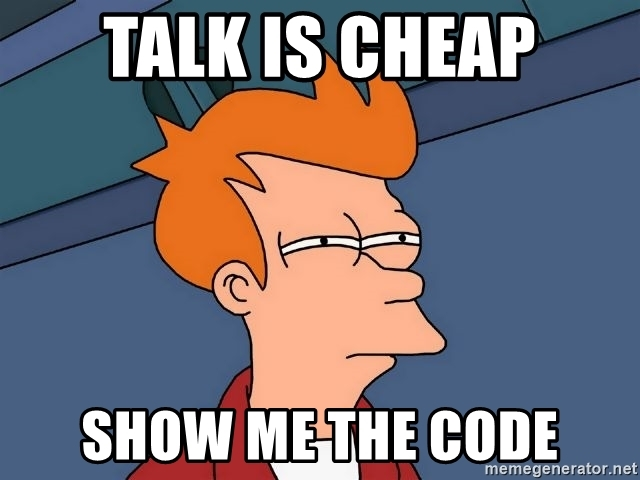 TALK IS CHEAP
SHOW ME THE CODE
memegenerator.net